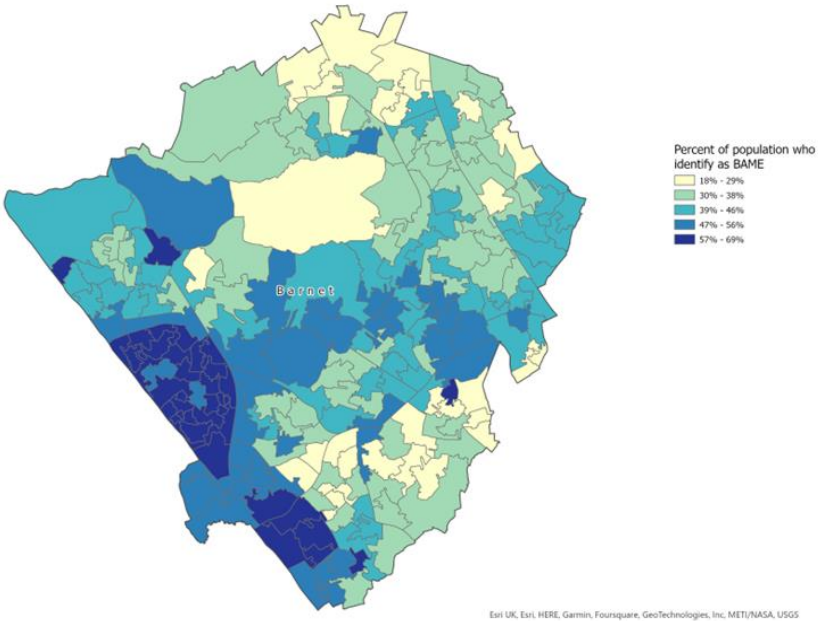 Percent of population who
identify as BAME
18% - 29%
30% - 38%
39% - 46%
47% - 56%
57% - 69%
Barnet
Esri UK, Esri, HERE, Garmin, Foursquare, GeoTechnologies, Inc, METI/NASA, USGS